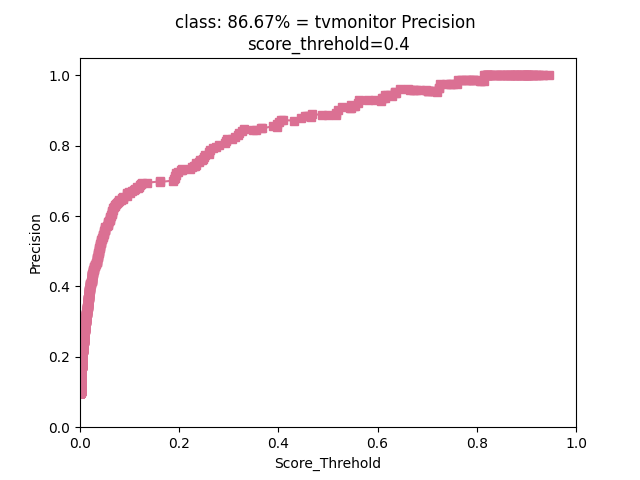 class: 86.67% = tvmonitor Precision
score_threhold=0.4
1.0
0.8
0.6
0.4
0.2
0.0
Precision
0.0 0.2 0.4 0.6 0.8 1.0
Score_Threhold